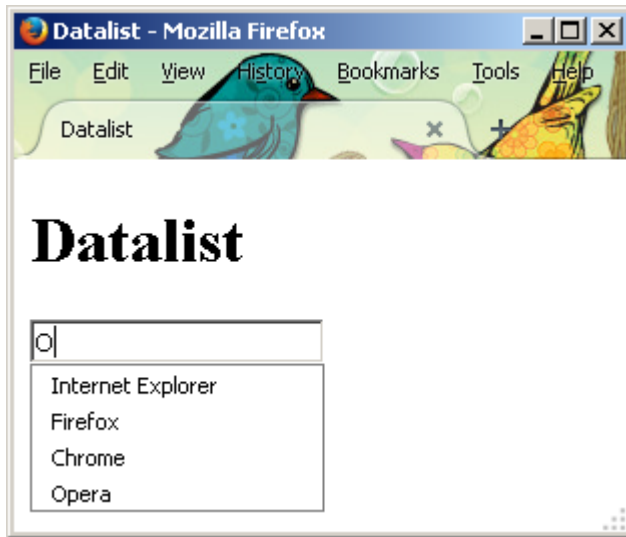 Datalist - Mozilla Firefox
File Edit View History Bookmarks Tools Help
Datalist
Datalist
O
Internet Explorer
Firefox
Chrome
Opera